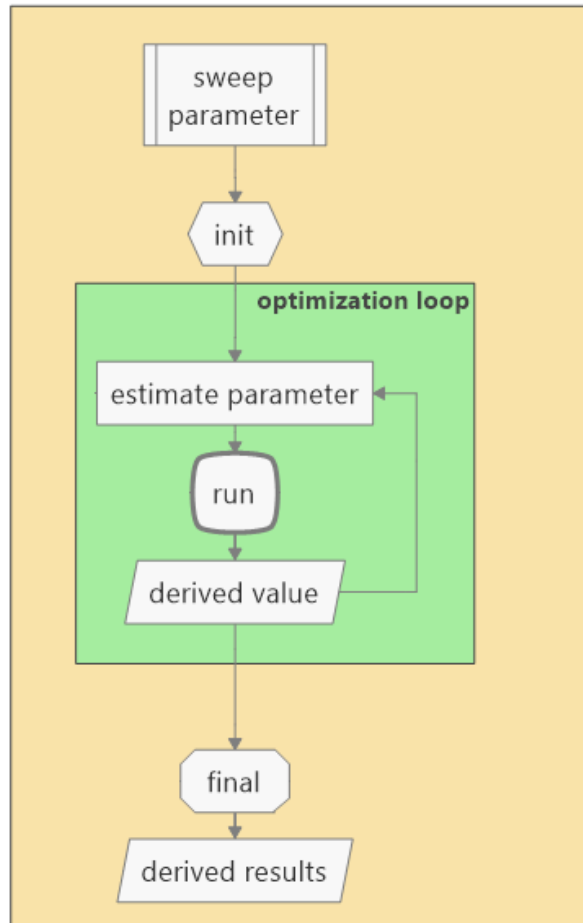 sweep
parameter
init
optimization loop
estimate parameter
run
derived value
final
derived results